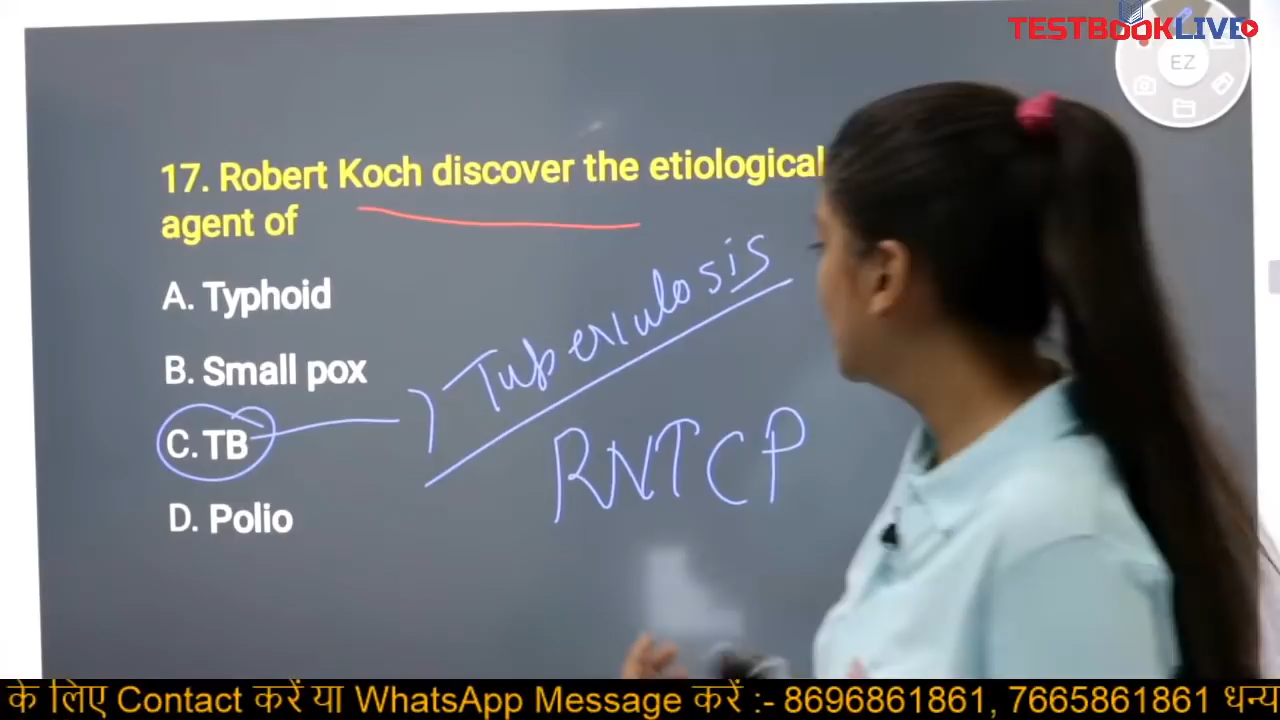 TESTBOOKLIVE
EZ
17. Robert Koch discover the etiological
agent of
A. Typhoid
B. Small pox
C. TB
D. Polio
Tuberculosis
RNTCP
के लिए Contact करें या WhatsApp Message करें :- 8696861861, 7665861861 धन्य